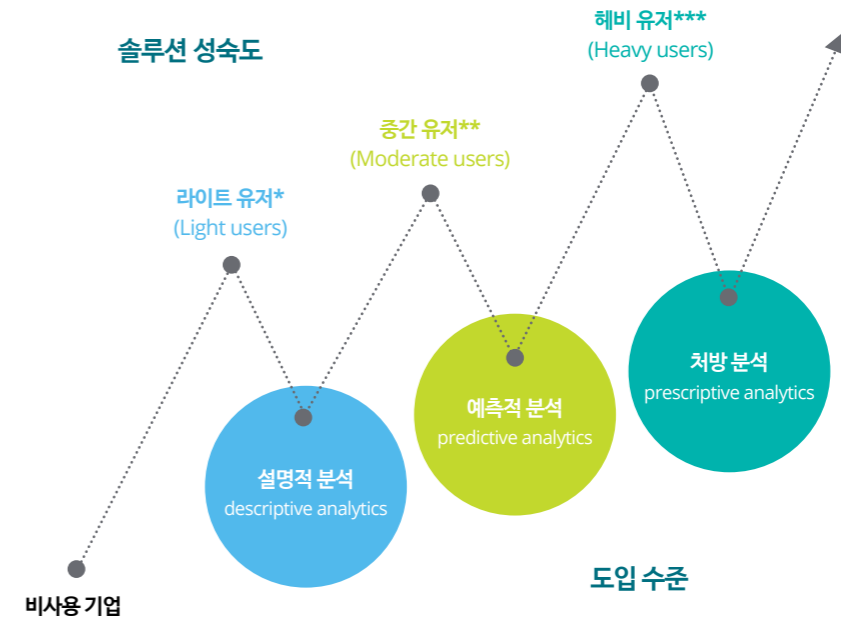 솔루션 성숙도
헤비 유저***
(Heavy users)
중간 유저**
(Moderate users)
라이트 유저*
(Light users)
처방 분석
prescriptive analytics
예측적 분석
predictive analytics
설명적 분석
descriptive analytics
도입 수준
비사용 기업